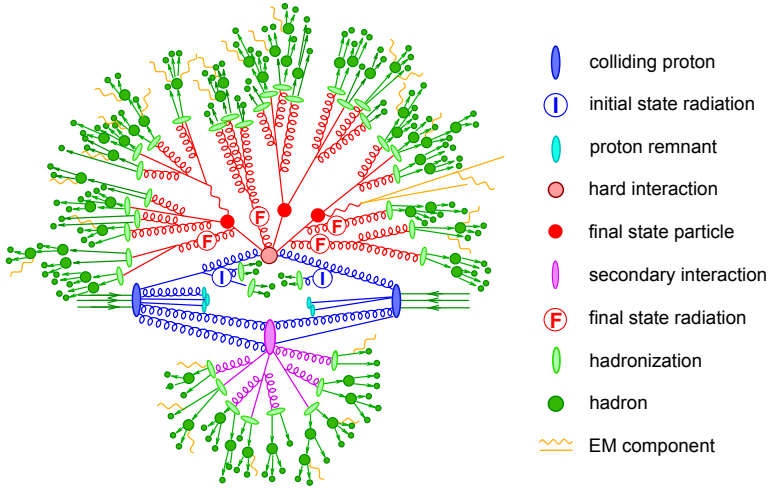 colliding proton
I initial state radiation
proton remnant
hard interaction
final state particle
secondary interaction
F final state radiation
hadronization
hadron
EM component
F
F
F
F
I
I